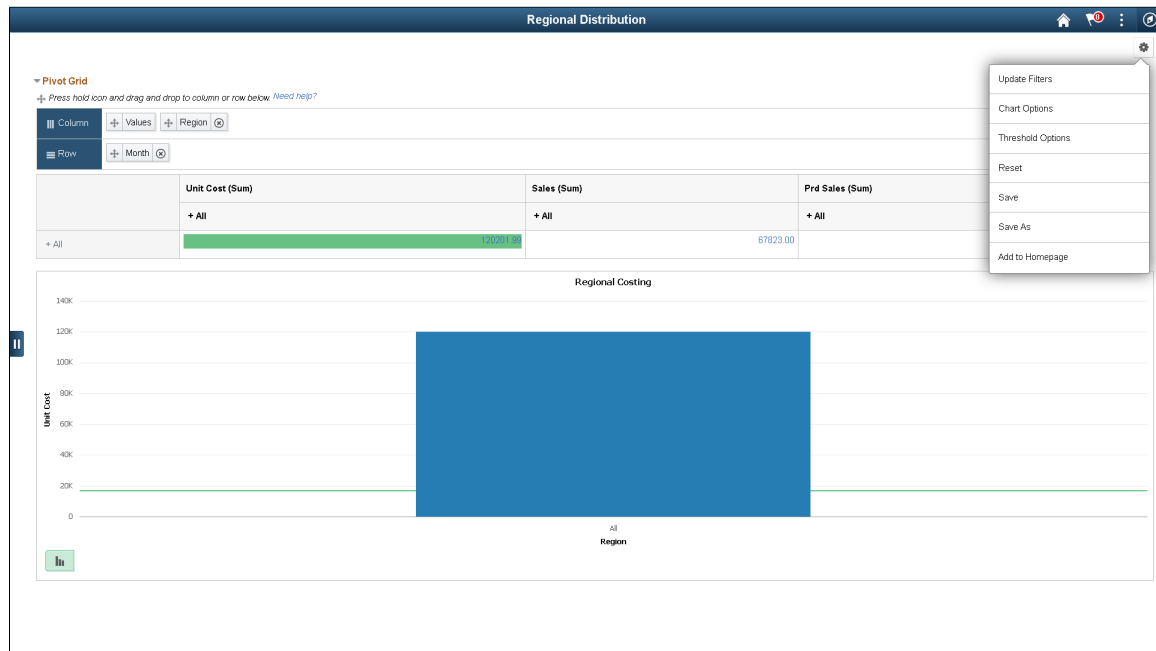 Regional Distribution
8
Pivot Grid
Press hold icon and drag and drop to column or row below. Need help?
Column Values Region
Row Month
Unit Cost (Sum) Sales (Sum) Prd Sales (Sum)
+ All + All + All
+ All 120201.89 67823.00
Update Filters
Chart Options
Threshold Options
Reset
Save
Save As
Add to Homepage
Regional Costing
140K
120K
100K
80K
60K
40K
20K
0
Unit Cost
All
Region